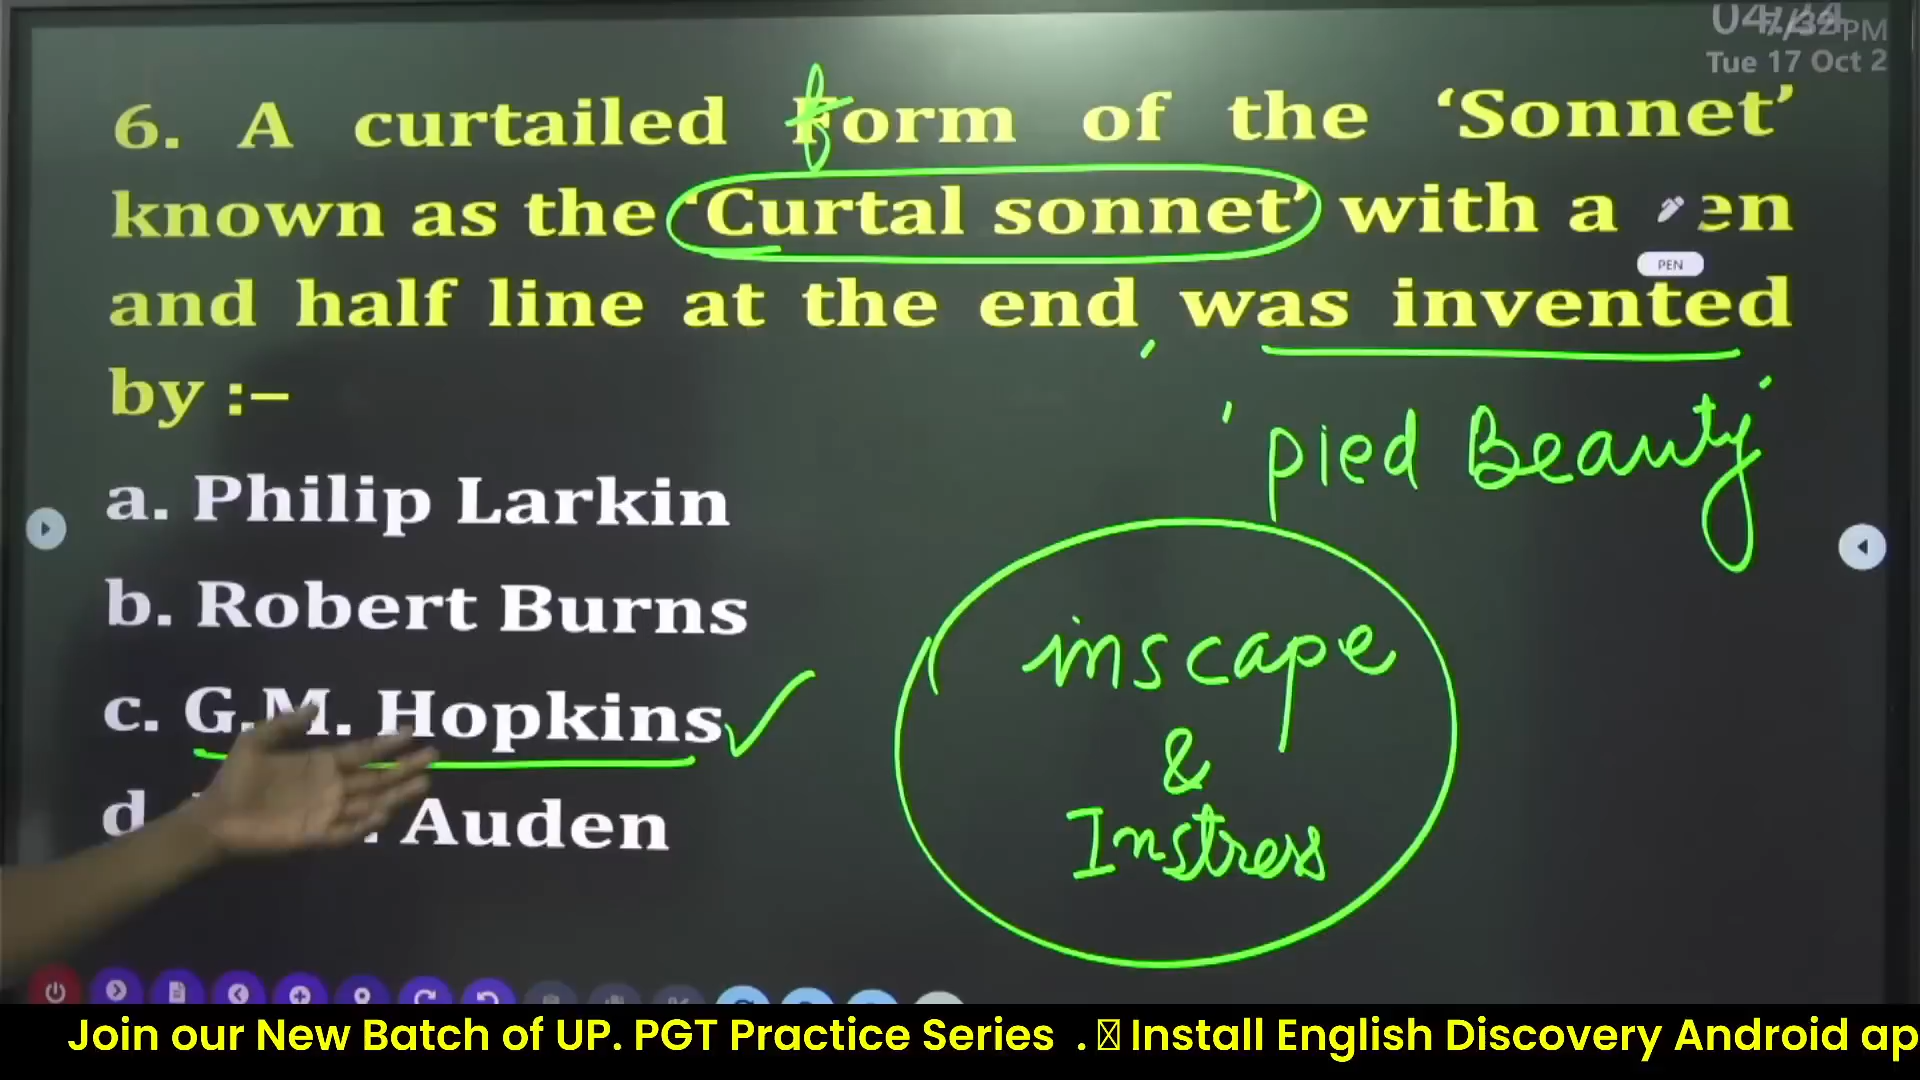 Tue 17 Oct 2
6. A curtailed form of the ‘Sonnet’
known as the ‘Curtal sonnet’ with a
PEN
and half line at the end was invented
by :–
'pied Beauty'
a. Philip Larkin
b. Robert Burns
inscape
c. G.M. Hopkins
&
Instress
d. Auden
Join our New Batch of UP. PGT Practice Series . Install English Discovery Android ap